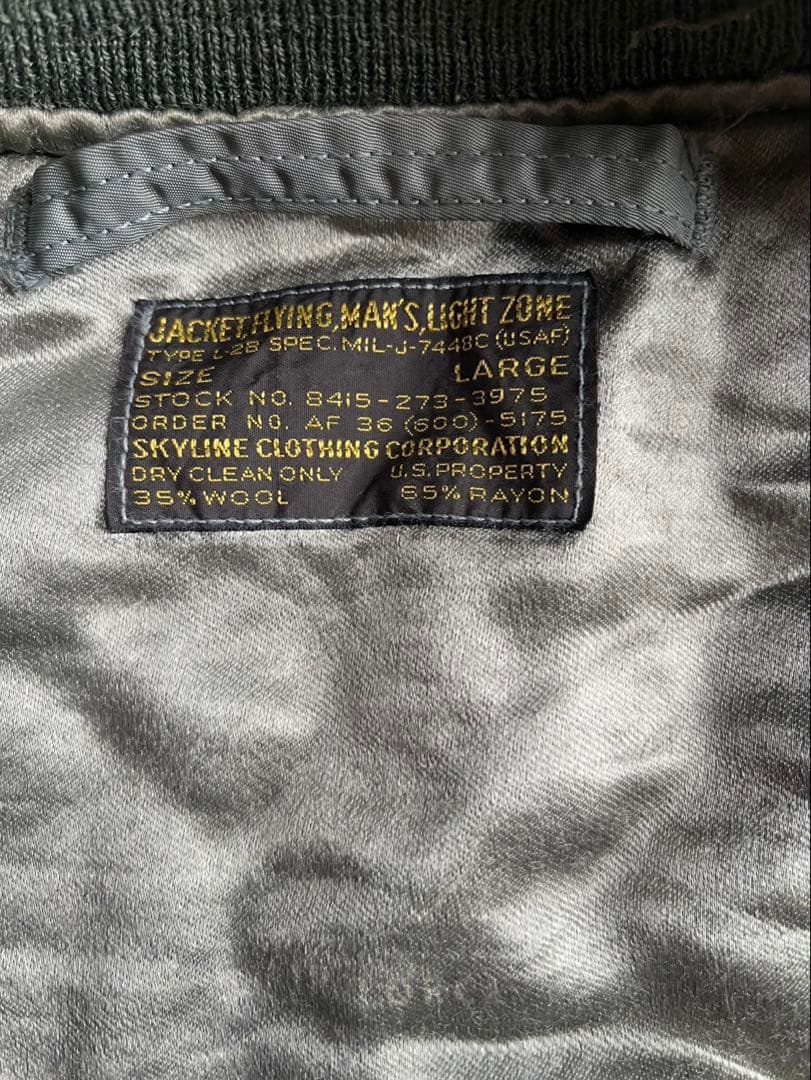 JACKET, FLYING, MAN'S, LIGHT ZONE
TYPE L-2B SPEC. MIL-J-7448C (USAF)
SIZE LARGE
STOCK NO. 8415-273-3975
ORDER NO. AF 36 (600)-5175
SKYLINE CLOTHING CORPORATION
DRY CLEAN ONLY U.S. PROPERTY
35% WOOL 65% RAYON